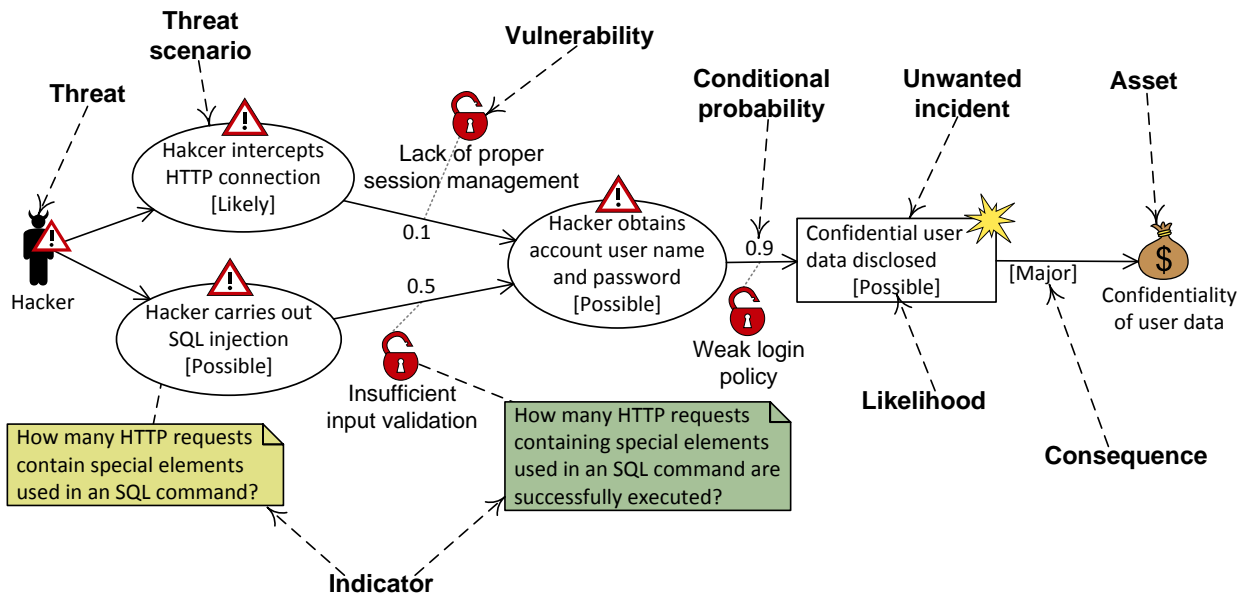 Threat
scenario
Vulnerability
Threat
Conditional
probability
Unwanted
incident
Asset
Hakcer intercepts
HTTP connection
[Likely]
Lack of proper
session management
0.1
Hacker obtains
account user name
and password
[Possible]
0.9
Confidential user
data disclosed
[Possible]
[Major]
$
Confidentiality
of user data
Hacker
Hacker carries out
SQL injection
[Possible]
0.5
Insufficient
input validation
Weak login
policy
Likelihood
Consequence
How many HTTP requests
contain special elements
used in an SQL command?
How many HTTP requests
containing special elements
used in an SQL command are
successfully executed?
Indicator